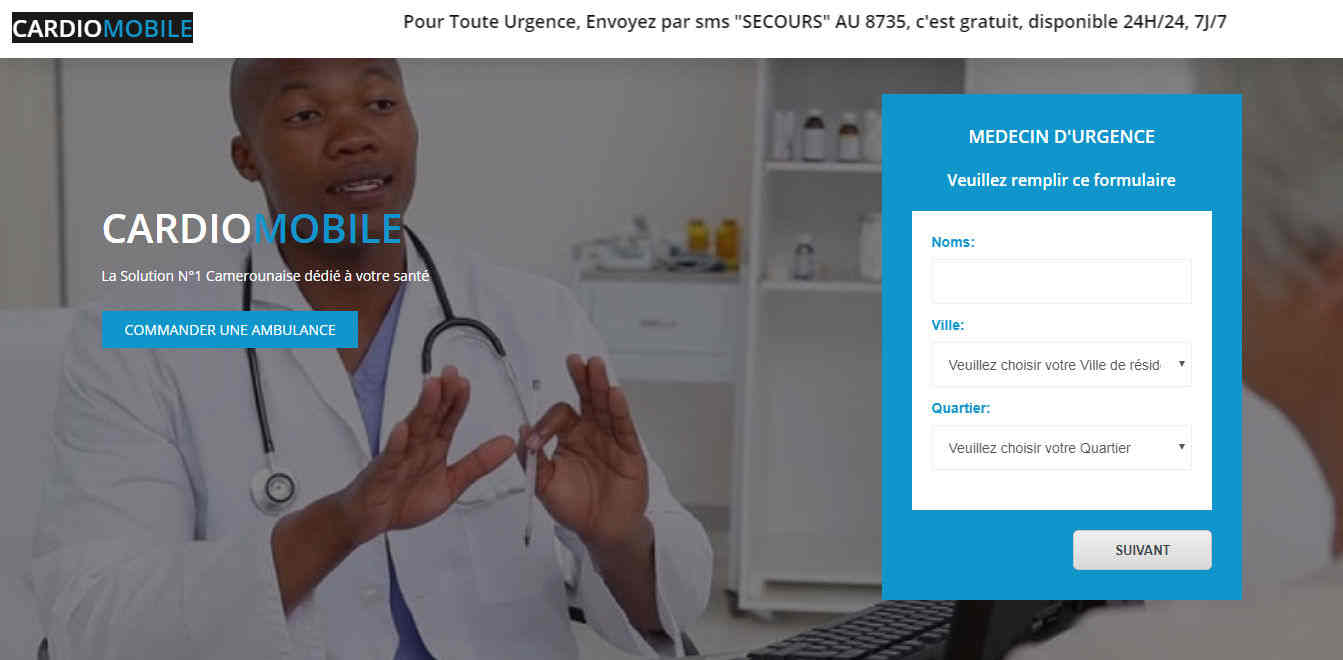 CARDIOMOBILE
Pour Toute Urgence, Envoyez par sms "SECOURS" AU 8735, c'est gratuit, disponible 24H/24, 7J/7
CARDIOMOBILE
La Solution N°1 Camerounaise dédié à votre santé
COMMANDER UNE AMBULANCE
MEDECIN D'URGENCE
Veuillez remplir ce formulaire
Noms:
Ville:
Veuillez choisir votre Ville de résid
Quartier:
Veuillez choisir votre Quartier
SUIVANT